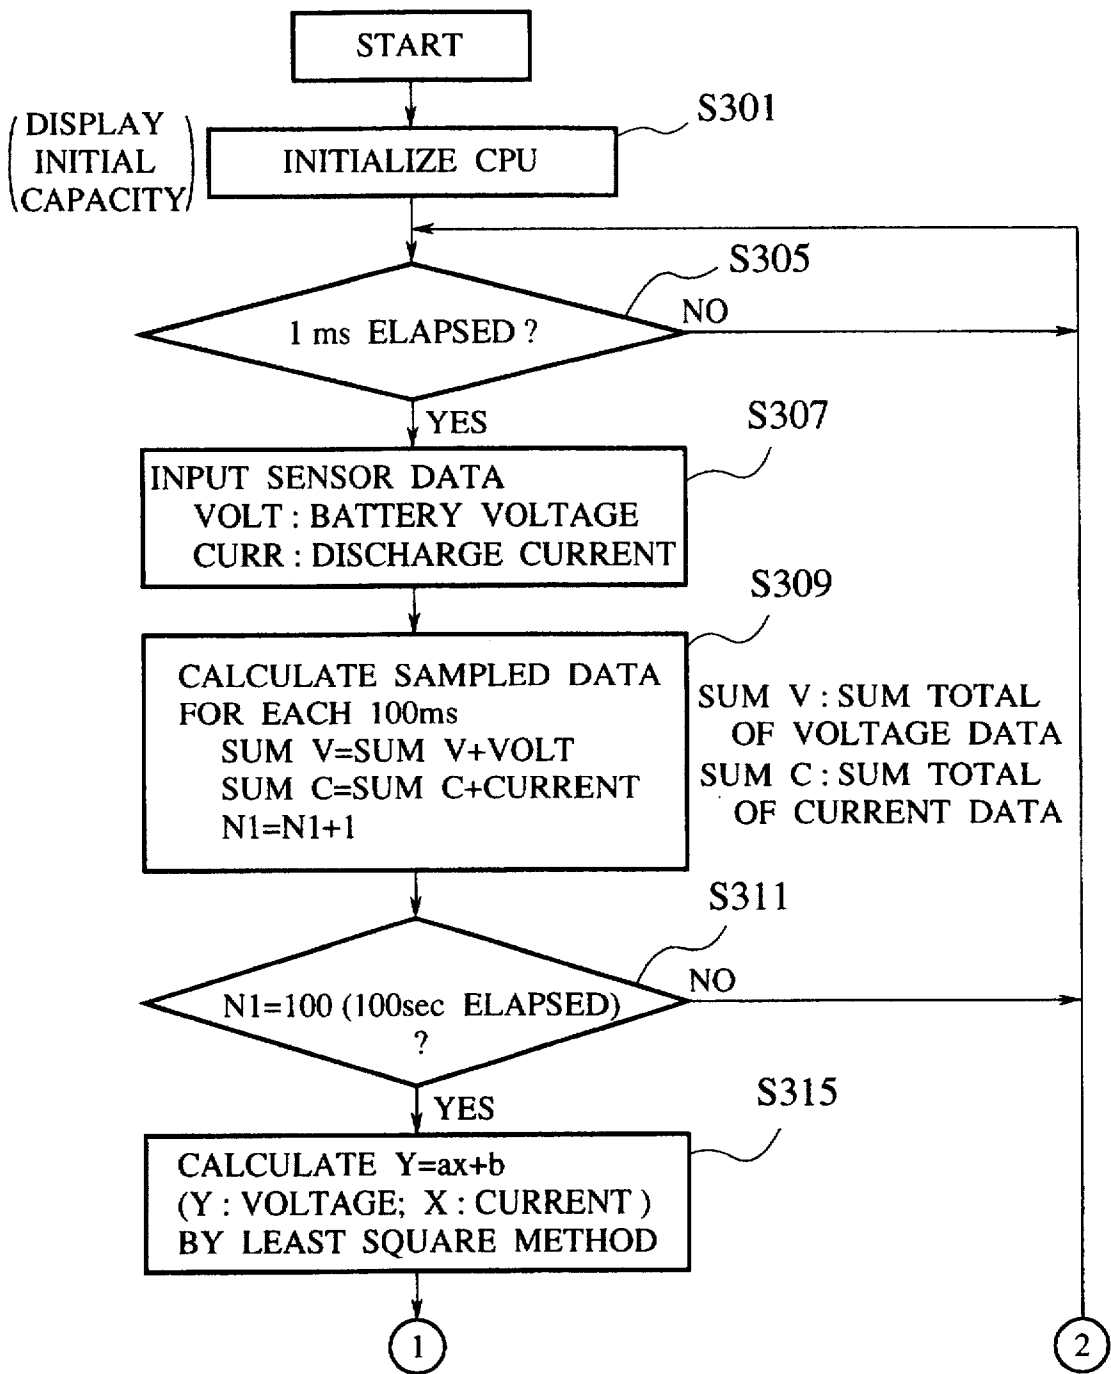 START
S301
DISPLAY
INITIAL
CAPACITY
INITIALIZE CPU
S305
1 ms ELAPSED ?
NO
YES
S307
INPUT SENSOR DATA
VOLT : BATTERY VOLTAGE
CURR : DISCHARGE CURRENT
S309
CALCULATE SAMPLED DATA
FOR EACH 100ms
SUM V=SUM V+VOLT
SUM C=SUM C+CURRENT
N1=N1+1
SUM V : SUM TOTAL
OF VOLTAGE DATA
SUM C : SUM TOTAL
OF CURRENT DATA
S311
N1=100 (100sec ELAPSED)
?
NO
YES
S315
CALCULATE Y=ax+b
(Y : VOLTAGE; X : CURRENT )
BY LEAST SQUARE METHOD
1
2